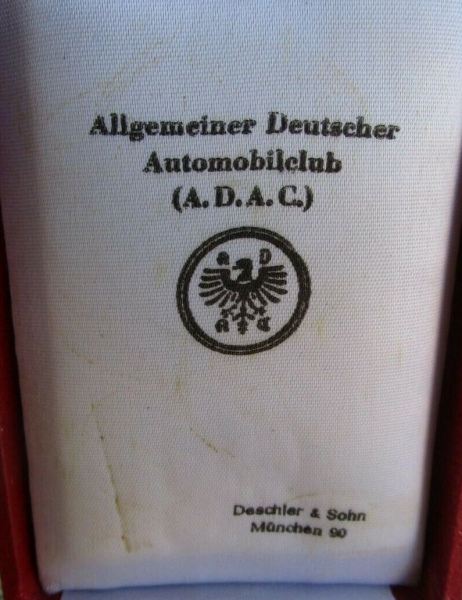 Allgemeiner Deutscher
Automobilclub
(A. D. A. C.)
A D
Deschler & Sohn
München 90